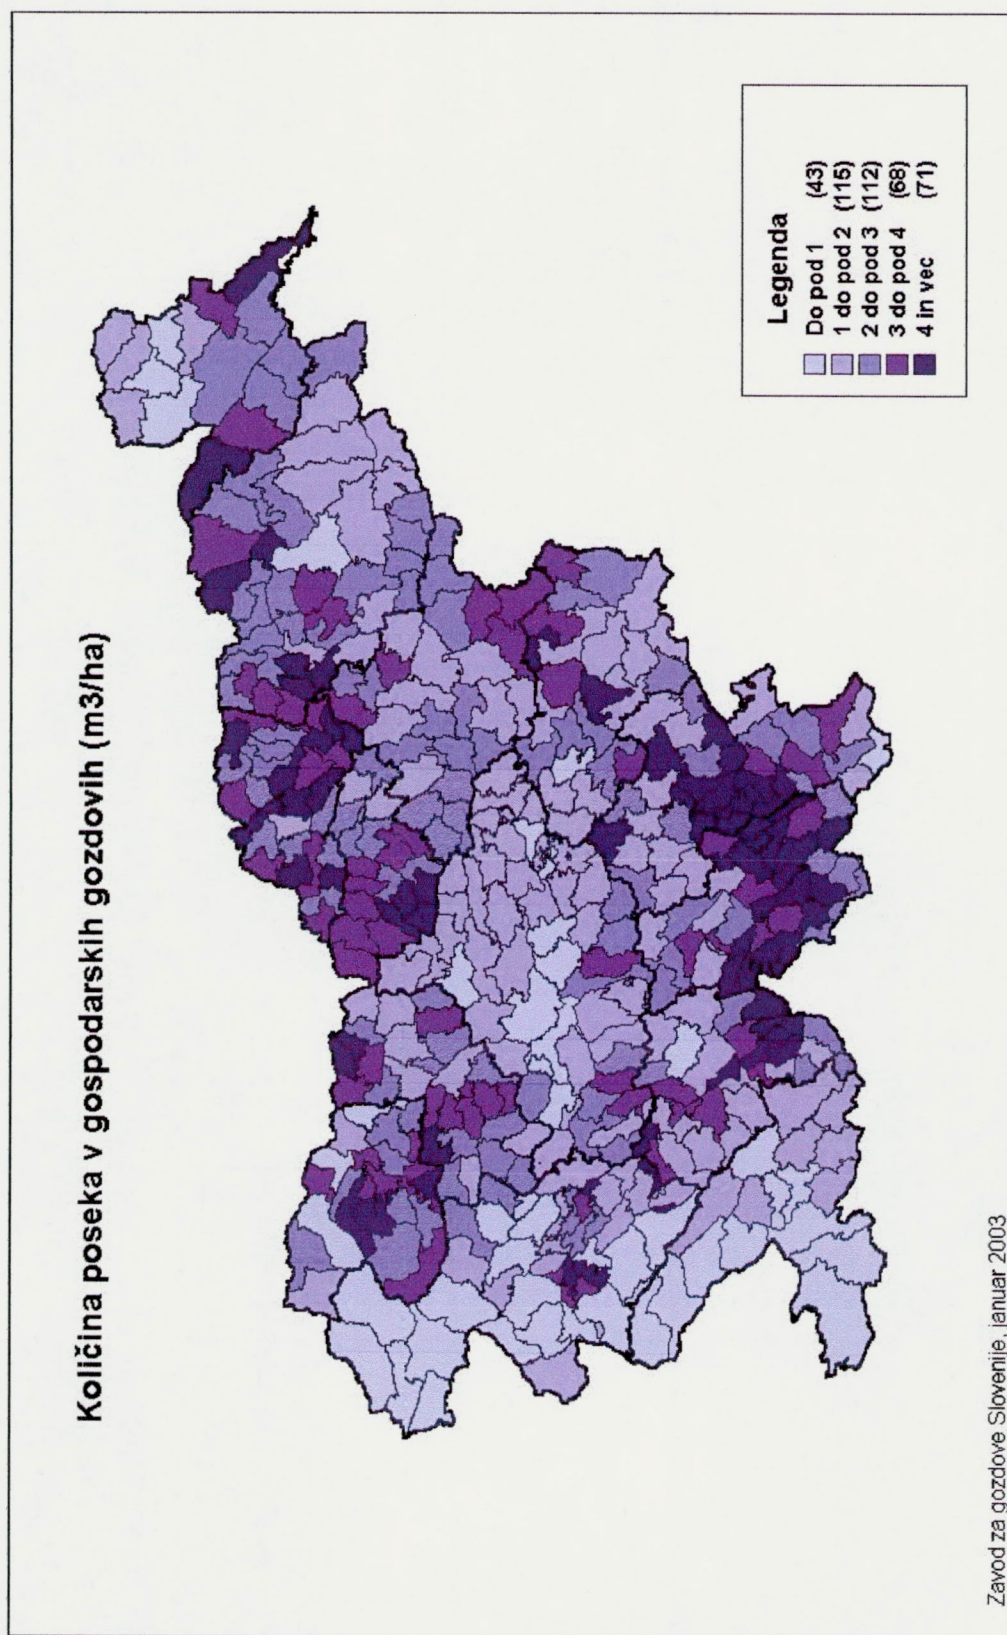 Količina poseka v gospodarskih gozdovih (m3/ha)
Legenda
Do pod 1 (43)
1 do pod 2 (115)
2 do pod 3 (112)
3 do pod 4 (68)
4 in vec (71)
Zavod za gozdove Slovenije, januar 2003